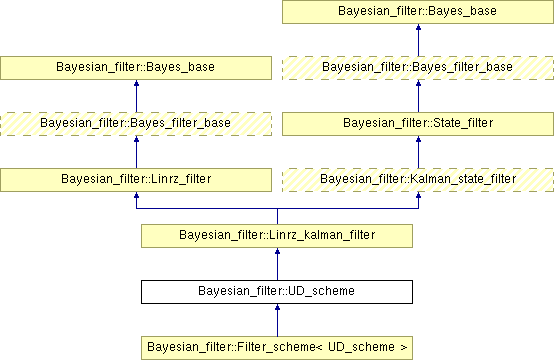 Bayesian_filter::Bayes_base
Bayesian_filter::Bayes_base
Bayesian_filter::Bayes_filter_base
Bayesian_filter::Bayes_filter_base
Bayesian_filter::State_filter
Bayesian_filter::Linrz_filter
Bayesian_filter::Kalman_state_filter
Bayesian_filter::Linrz_kalman_filter
Bayesian_filter::UD_scheme
Bayesian_filter::Filter_scheme< UD_scheme >